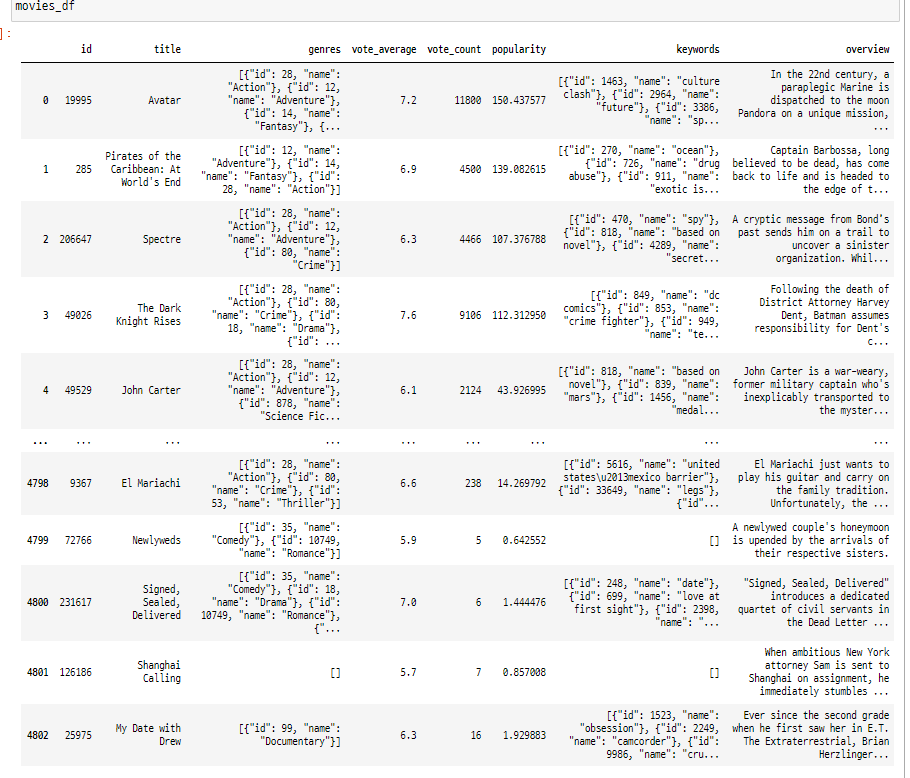 movies_df
]:
id title genres vote_average vote_count popularity keywords overview
[{"id": 28, "name": In the 22nd century, a
"Action"}, {"id": 12, [{"id": 1463, "name": "culture paraplegic Marine is
0 19995 Avatar "name": "Adventure"}, 7.2 11800 150.437577 clash"}, {"id": 2964, "name": dispatched to the moon
{"id": 14, "name": "future"}, {"id": 3386, Pandora on a unique mission,
"Fantasy"}, {... "name": "sp... ...
[{"id": 12, "name": [{"id": 270, "name": "ocean"}, Captain Barbossa, long
Pirates of the "Adventure"}, {"id": 14, {"id": 726, "name": "drug believed to be dead, has come
1 285 Caribbean: At "name": "Fantasy"}, {"id": 6.9 4500 139.082615 abuse"}, {"id": 911, "name": back to life and is headed to
World's End 28, "name": "Action"}] "exotic is... the edge of t...
[{"id": 28, "name":
"Action"}, {"id": 12, [{"id": 470, "name": "spy"}, A cryptic message from Bond's
2 206647 Spectre "name": "Adventure"}, 6.3 4466 107.376788 {"id": 818, "name": "based on past sends him on a trail to
{"id": 80, "name": novel"}, {"id": 4289, "name": uncover a sinister
"Crime"}] "secret... organization. Whil...
[{"id": 28, "name": Following the death of
"Action"}, {"id": 80, [{"id": 849, "name": "dc District Attorney Harvey
3 49026 The Dark Knight Rises "name": "Crime"}, {"id": 7.6 9106 112.312950 comics"}, {"id": 853, "name": Dent, Batman assumes
18, "name": "Drama"}, "crime fighter"}, {"id": 949, responsibility for Dent's
{"id": ... "name": "te... c...
[{"id": 28, "name":
"Action"}, {"id": 12, [{"id": 818, "name": "based on John Carter is a war-weary,
4 49529 John Carter "name": "Adventure"}, 6.1 2124 43.926995 novel"}, {"id": 839, "name": former military captain who's
{"id": 878, "name": "mars"}, {"id": 1456, "name": inexplicably transported to
"Science Fic... "medal... the myster...
... ... ... ... ... ... ... ... ...
[{"id": 28, "name": [{"id": 5616, "name": "united El Mariachi just wants to
4798 9367 El Mariachi "Action"}, {"id": 80, 6.6 238 14.269792 states\u2013mexico barrier"}, play his guitar and carry on
"name": "Crime"}, {"id": {"id": 33649, "name": "legs"}, the family tradition.
53, "name": "Thriller"}] {"id"... Unfortunately, the ...
[{"id": 35, "name": A newlywed couple's honeymoon
4799 72766 Newlyweds "Comedy"}, {"id": 10749, 5.9 5 0.642552 [] is upended by the arrivals of
"name": "Romance"}] their respective sisters.
[{"id": 35, "name":
Signed, "Comedy"}, {"id": 18, [{"id": 248, "name": "date"}, "Signed, Sealed, Delivered"
4800 231617 Sealed, "name": "Drama"}, {"id": 7.0 6 1.444476 {"id": 699, "name": "love at introduces a dedicated
Delivered 10749, "name": "Romance"}, first sight"}, {"id": 2398, quartet of civil servants in
{"... "name": "... the Dead Letter ...
When ambitious New York
Shanghai attorney Sam is sent to
4801 126186 Calling [] 5.7 7 0.857008 [] Shanghai on assignment, he
immediately stumbles ...
[{"id": 1523, "name": Ever since the second grade
4802 25975 My Date with Drew [{"id": 99, "name": "Documentary"}] 6.3 16 1.929883 "obsession"}, {"id": 2249, when he first saw her in E.T.
"name": "camcorder"}, {"id": The Extraterrestrial, Brian
9986, "name": "cru... Herzlinger...